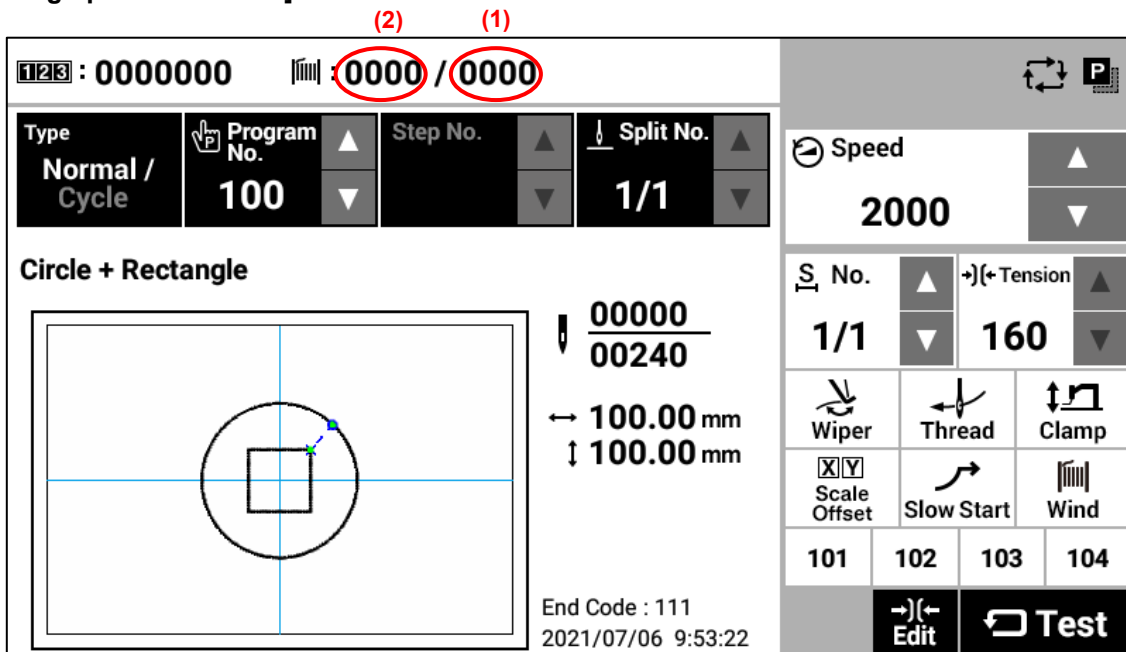 (2) (1)
123 : 0000000 : 0000 / 0000
P
Type
Normal /
Cycle
P Program
No.
100
Step No.
Split No.
1/1
Speed
2000
Circle + Rectangle
00000
00240
100.00 mm
100.00 mm
S No.
1/1
Tension
160
Wiper
Thread
Clamp
XY
Scale
Offset
Slow Start
Wind
101 102 103 104
End Code : 111
2021/07/06 9:53:22
Edit
Test